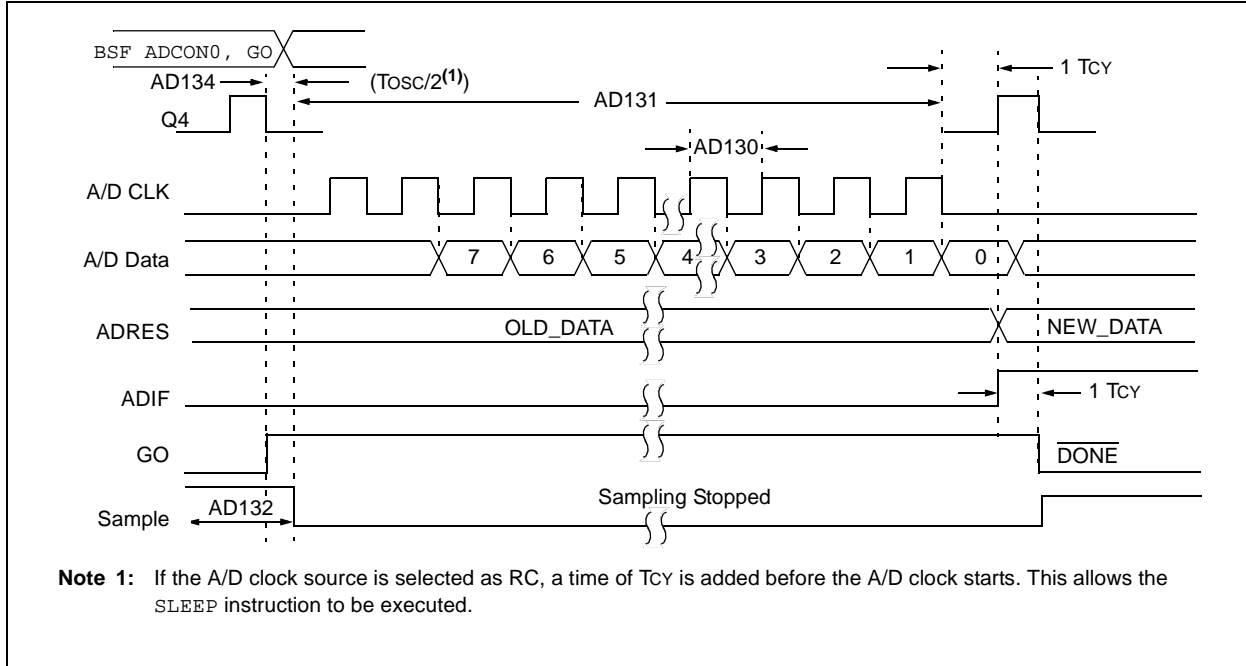 BSF ADCON0, GO
AD134
(TOSC/2(1))
AD131
1 TCY
Q4
AD130
A/D CLK
A/D Data
7 6 5 4 3 2 1 0
ADRES
OLD_DATA
NEW_DATA
ADIF
1 TCY
GO
DONE
Sample
AD132
Sampling Stopped
Note 1: If the A/D clock source is selected as RC, a time of TCY is added before the A/D clock starts. This allows the
SLEEP instruction to be executed.